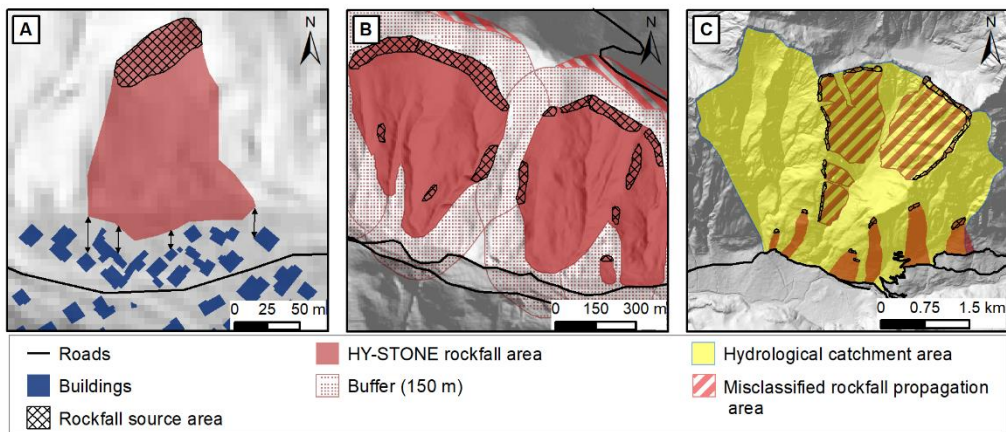 A
N
0 25 50 m
B
N
0 150 300 m
C
N
0 0.75 1.5 km
Roads
Buildings
Rockfall source area
HY-STONE rockfall area
Buffer (150 m)
Hydrological catchment area
Misclassified rockfall propagation
area